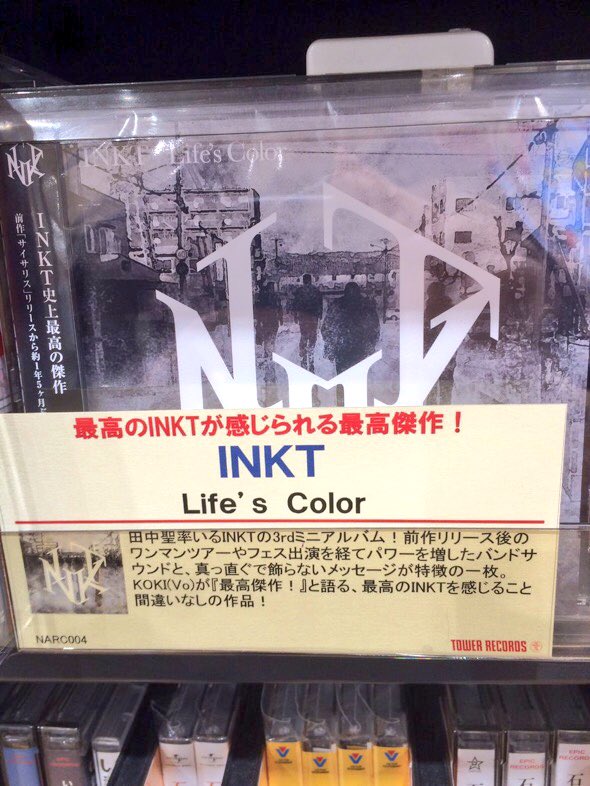 INKT Life's Color
INKT史上最高の傑作
前作『サイサリス』リリースから約1年5ヶ月
最高のINKTが感じられる最高傑作！
INKT
Life's Color
田中聖率いるINKTの3rdミニアルバム！前作リリース後の
ワンマンツアーやフェス出演を経てパワーを増したバンドサ
ウンドと、真っ直ぐで飾らないメッセージが特徴の一枚。
KOKI(Vo)が『最高傑作！』と語る、最高のINKTを感じること
間違いなしの作品！
NARC004
TOWER RECORDS
EPIC RECORDS
石
EPIC RECORDS
石